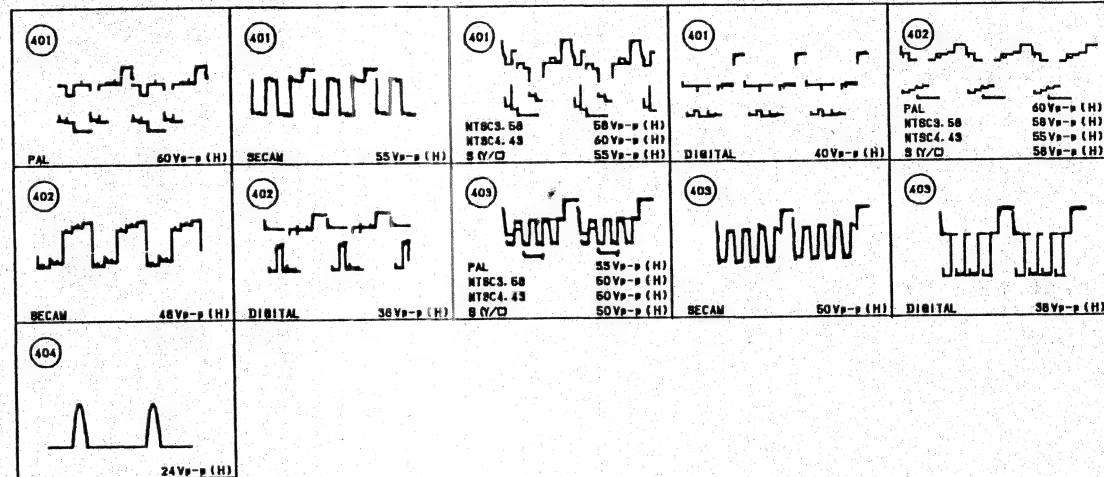 401
PAL 60Vp-p (H)
401
SECAM 55Vp-p (H)
401
NTSC3.58 58Vp-p (H)
NTSC4.43 60Vp-p (H)
S (Y/C) 55Vp-p (H)
401
DIGITAL 40Vp-p (H)
402
PAL 60Vp-p (H)
NTSC3.58 58Vp-p (H)
NTSC4.43 55Vp-p (H)
S (Y/C) 58Vp-p (H)
402
SECAM 48Vp-p (H)
402
DIGITAL 38Vp-p (H)
403
PAL 55Vp-p (H)
NTSC3.58 50Vp-p (H)
NTSC4.43 50Vp-p (H)
S (Y/C) 50Vp-p (H)
403
SECAM 50Vp-p (H)
403
DIGITAL 38Vp-p (H)
404
24Vp-p (H)